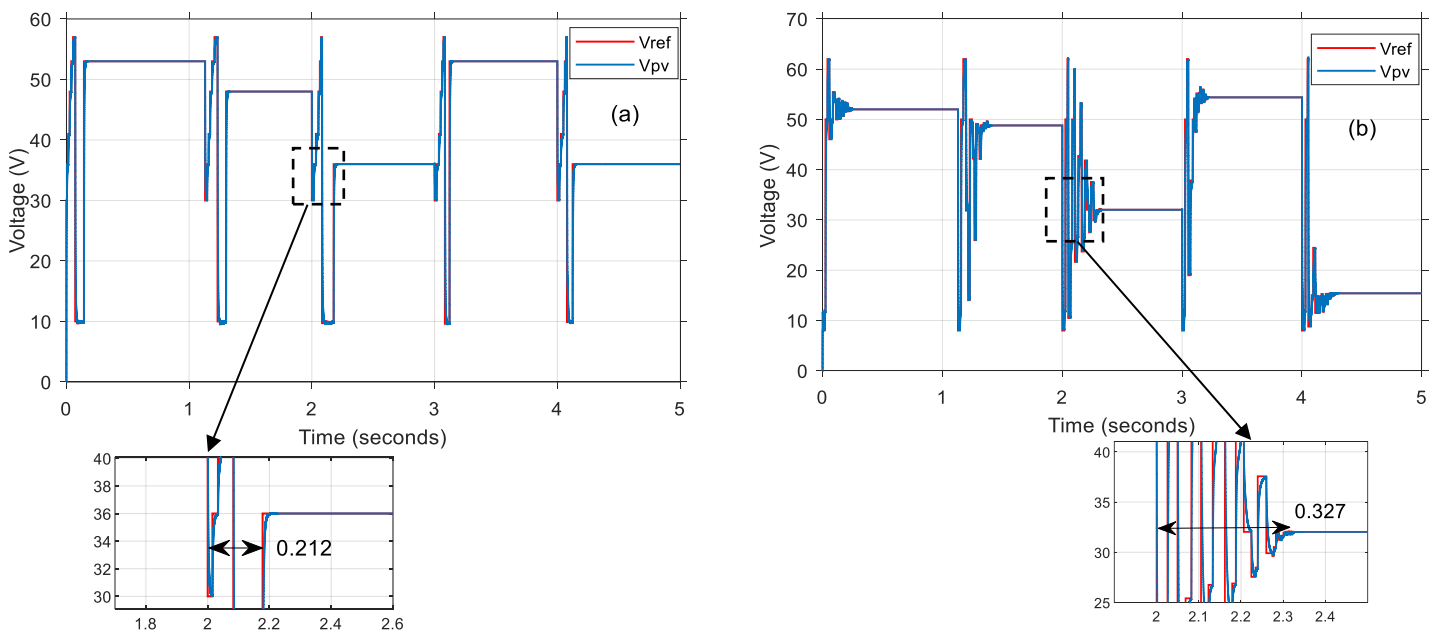 60
50
40
30
20
10
0
Voltage (V)
Vref
Vpv
(a)
0 1 2 3 4 5
Time (seconds)
40
38
36
34
32
30
0.212
1.8 2 2.2 2.4 2.6
70
60
50
40
30
20
10
0
Voltage (V)
Vref
Vpv
(b)
0 1 2 3 4 5
Time (seconds)
40
35
30
25
0.327
2 2.1 2.2 2.3 2.4